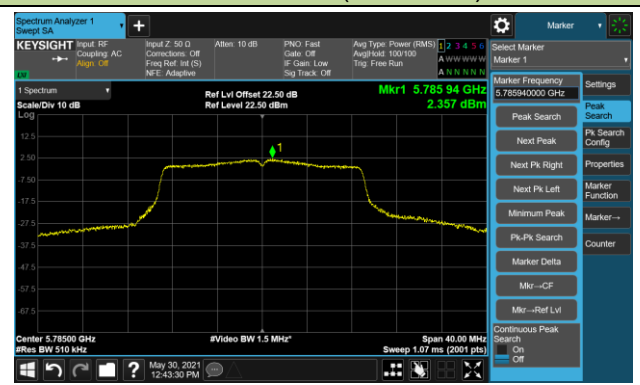 Spectrum Analyzer 1
Swept SA
Marker
KEYSIGHT Input: RF Input Z: 50 Ω Atten: 10 dB PNO: Fast Avg Type: Power (RMS) 1 2 3 4 5 6
Coupling: AC Corrections: Off Gate: Off Avg|Hold: 100/100 A W W W W W
Align: Off Freq Ref: Int (S) IF Gain: Low Trig: Free Run
NFE: Adaptive Sig Track: Off A N N N N N
Select Marker
Marker 1
1 Spectrum
Ref Lvl Offset 22.50 dB
Mkr1 5.785 94 GHz
Scale/Div 10 dB
Ref Level 22.50 dBm
2.357 dBm
Log
12.5
2.50
-7.50
-17.5
-27.5
-37.5
-47.5
-57.5
-67.5
1
Center 5.78500 GHz
#Video BW 1.5 MHz*
Span 40.00 MHz
#Res BW 510 kHz
Sweep 1.07 ms (2001 pts)
Marker Frequency
5.785940000 GHz
Peak Search
Next Peak
Next Pk Right
Next Pk Left
Minimum Peak
Pk-Pk Search
Marker Delta
Mkr→CF
Mkr→Ref Lvl
Continuous Peak
Search
On
Off
Settings
Peak
Search
Pk Search
Config
Properties
Marker
Function
Marker→
Counter
?
May 30, 2021
12:43:30 PM